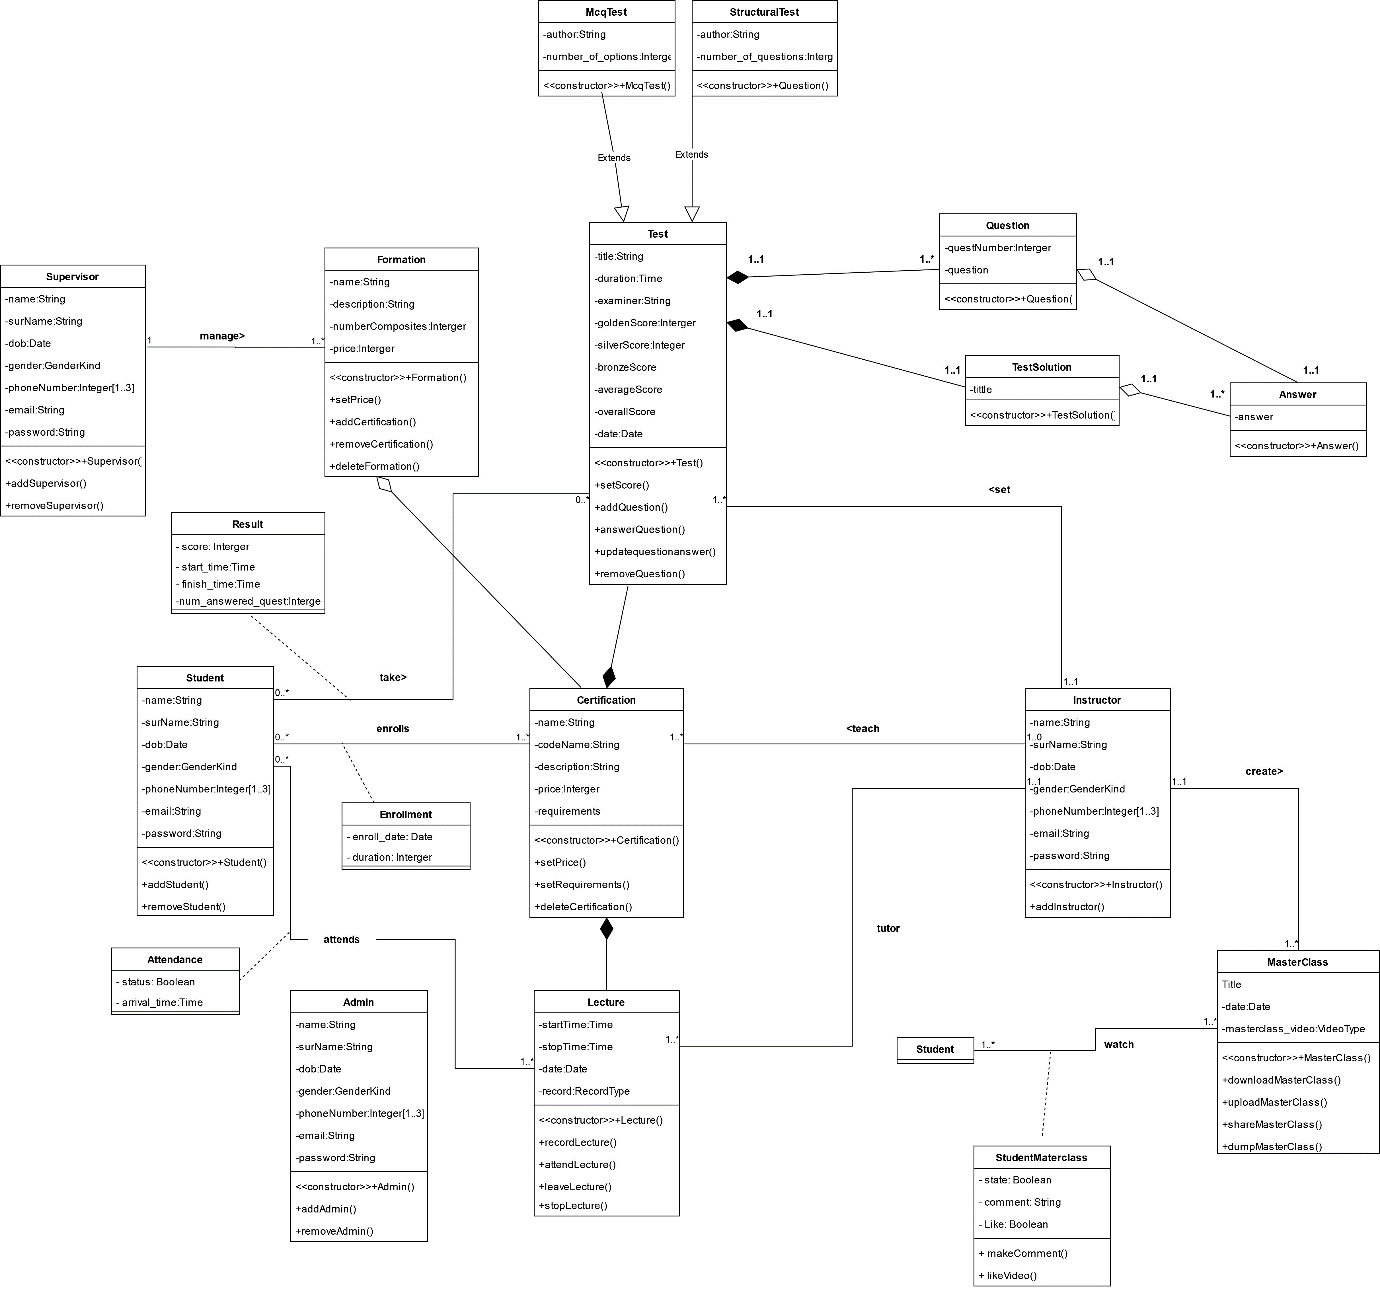 McqTest
-author:String
-number_of_options:Interge
<<constructor>>+McqTest()
StructuralTest
-author:String
-number_of_questions:Interg
<<constructor>>+Question()
Extends
Extends
Test
-title:String
-duration:Time
-examiner:String
-goldenScore:Interger
-silverScore:Integer
-bronzeScore
-averageScore
-overallScore
-date:Date
<<constructor>>+Test()
+setScore()
+addQuestion()
+answerQuestion()
+updatequestionanswer()
+removeQuestion()
Question
-questNumber:Interger
-question
<<constructor>>+Question(
1..1
1..*
1..1
1..1
1..1
1..1
1..1
1..*
TestSolution
-tittle
<<constructor>>+TestSolution(
Answer
-answer
<<constructor>>+Answer()
Supervisor
-name:String
-surName:String
-dob:Date
-gender:GenderKind
-phoneNumber:Integer[1..3]
-email:String
-password:String
<<constructor>>+Supervisor(
+addSupervisor()
+removeSupervisor()
1
manage>
1..*
Formation
-name:String
-description:String
-numberComposites:Interger
-price:Interger
<<constructor>>+Formation()
+setPrice()
+addCertification()
+removeCertification()
+deleteFormation()
0..*
1..*
<set
1..1
Result
- score: Interger
- start_time:Time
- finish_time:Time
-num_answered_quest:Interge
Student
-name:String
-surName:String
-dob:Date
-gender:GenderKind
-phoneNumber:Integer[1..3]
-email:String
-password:String
<<constructor>>+Student()
+addStudent()
+removeStudent()
take>
0..*
enrolls
0..*
1..*
0..*
Enrollment
- enroll_date: Date
- duration: Interger
Certification
-name:String
-codeName:String
-description:String
-price:Interger
-requirements
<<constructor>>+Certification()
+setPrice()
+setRequirements()
+deleteCertification()
1..*
<teach
1..0
1..1
Instructor
-name:String
-surName:String
-dob:Date
-gender:GenderKind
-phoneNumber:Integer[1..3]
-email:String
-password:String
<<constructor>>+Instructor()
+addInstructor()
create>
1..1
1..*
tutor
attends
Attendance
- status: Boolean
- arrival_time:Time
Admin
-name:String
-surName:String
-dob:Date
-gender:GenderKind
-phoneNumber:Integer[1..3]
-email:String
-password:String
<<constructor>>+Admin()
+addAdmin()
+removeAdmin()
1..*
Lecture
-startTime:Time
-stopTime:Time
-date:Date
-record:RecordType
<<constructor>>+Lecture()
+recordLecture()
+attendLecture()
+leaveLecture()
+stopLecture()
1..*
Student
1..*
watch
1..*
MasterClass
Title
-date:Date
-masterclass_video:VideoType
<<constructor>>+MasterClass()
+downloadMasterClass()
+uploadMasterClass()
+shareMasterClass()
+dumpMasterClass()
StudentMaterclass
- state: Boolean
- comment: String
- Like: Boolean
+ makeComment()
+ likeVideo()